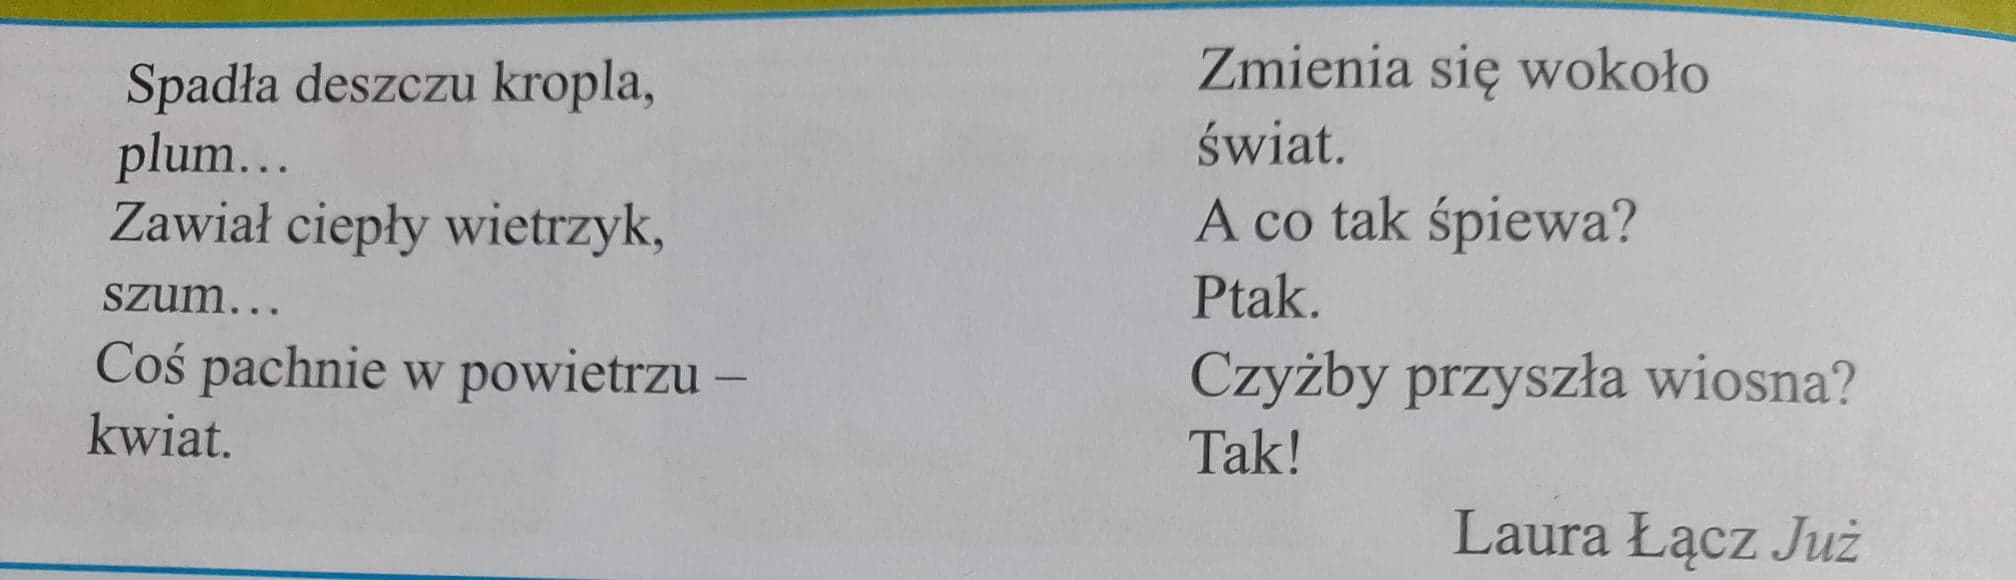 Spadła deszczu kropla,
plum…
Zawiał ciepły wietrzyk,
szum…
Coś pachnie w powietrzu –
kwiat.
Zmienia się wokoło
świat.
A co tak śpiewa?
Ptak.
Czyżby przyszła wiosna?
Tak!
Laura Łącz Już